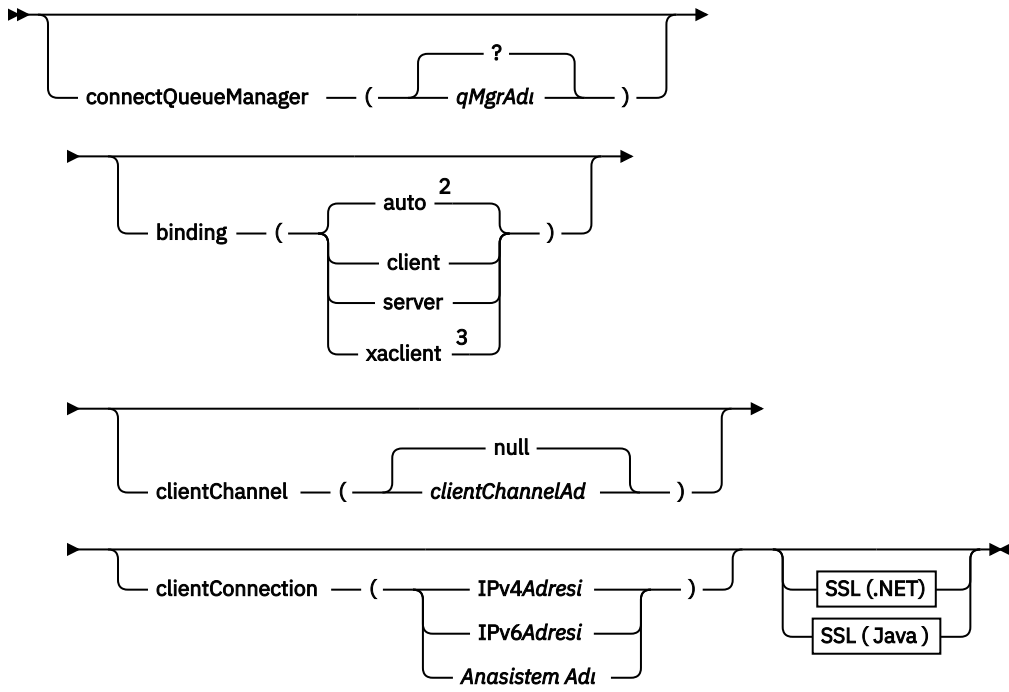 ?
connectQueueManager ( qMgrAdı )
2
auto
binding ( )
client
server
3
xaclient
null
clientChannel ( clientChannelAd )
clientConnection ( IPv4Adresi ) SSL (.NET)
IPv6Adresi SSL ( Java )
Anasistem Adı